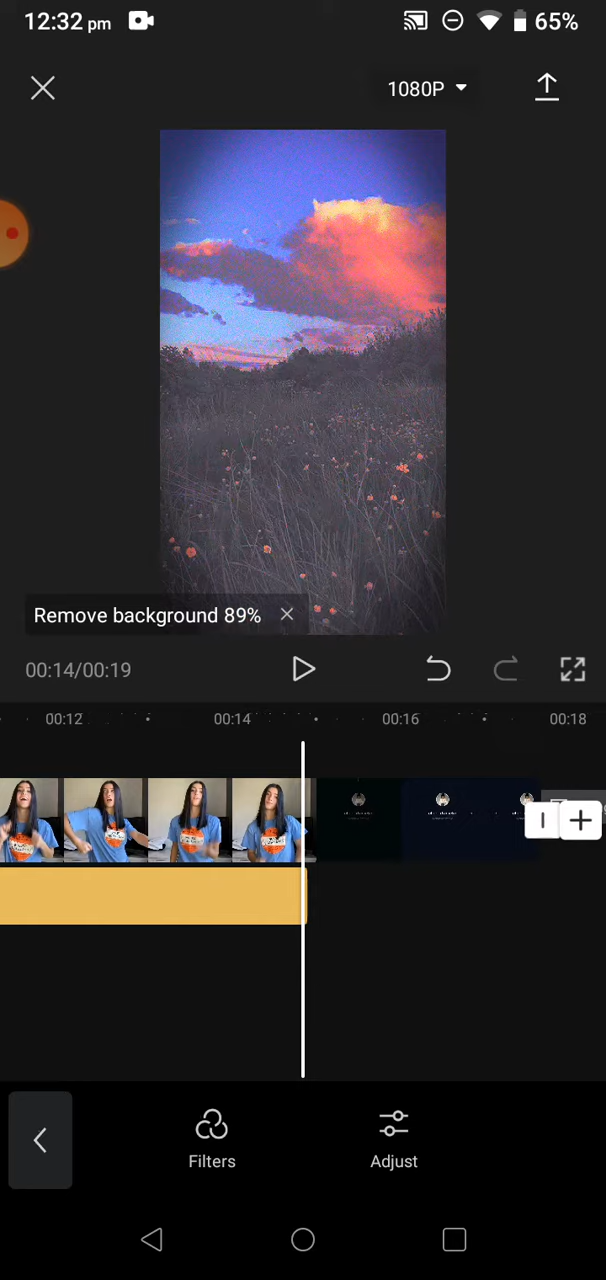 12:32 pm
65%
1080P
Remove background 89%
00:14/00:19
00:12
00:14
00:16
00:18
Filters
Adjust